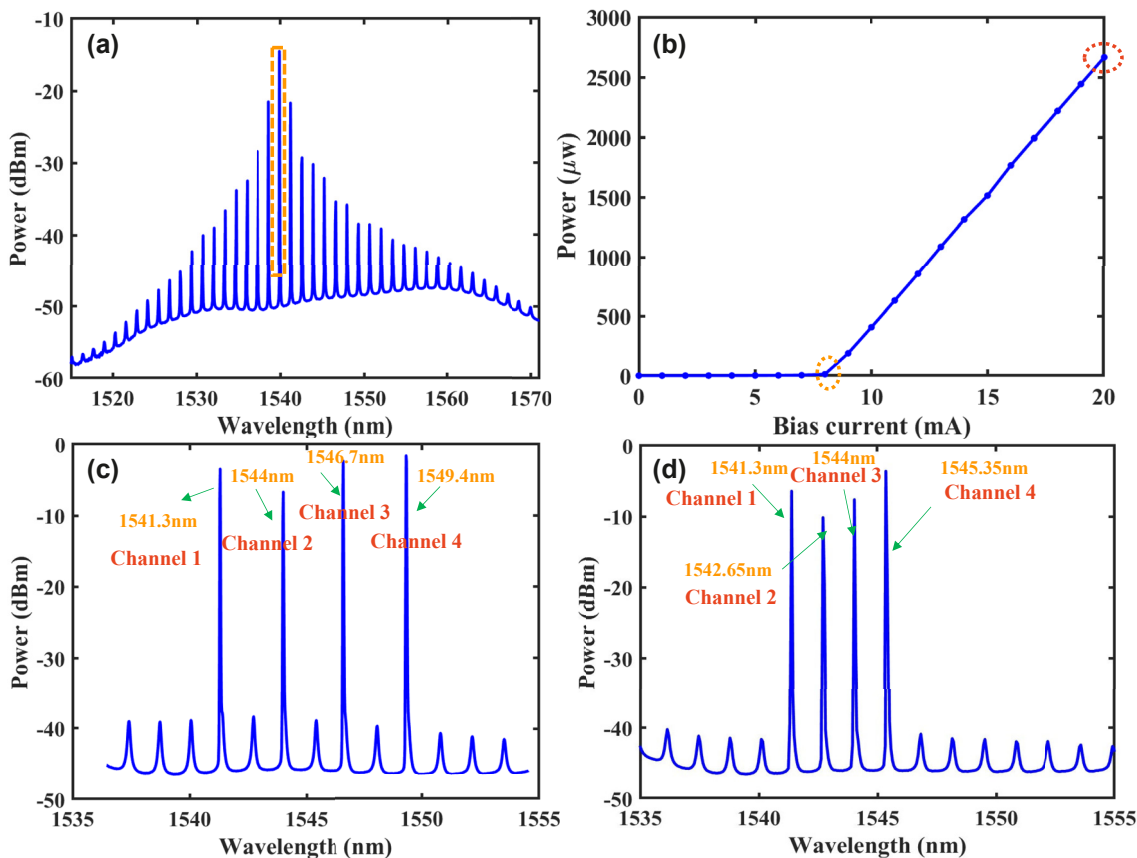 (a)
Power (dBm)
-10
-20
-30
-40
-50
-60
1520
1530
1540
1550
1560
1570
Wavelength (nm)
(b)
Power (μw)
3000
2500
2000
1500
1000
500
0
0
5
10
15
20
Bias current (mA)
(c)
Power (dBm)
0
-10
-20
-30
-40
-50
1541.3nm
Channel 1
1544nm
Channel 2
1546.7nm
Channel 3
1549.4nm
Channel 4
1535
1540
1545
1550
1555
Wavelength (nm)
(d)
Power (dBm)
0
-10
-20
-30
-40
-50
1541.3nm
Channel 1
1542.65nm
Channel 2
1544nm
Channel 3
1545.35nm
Channel 4
1535
1540
1545
1550
1555
Wavelength (nm)